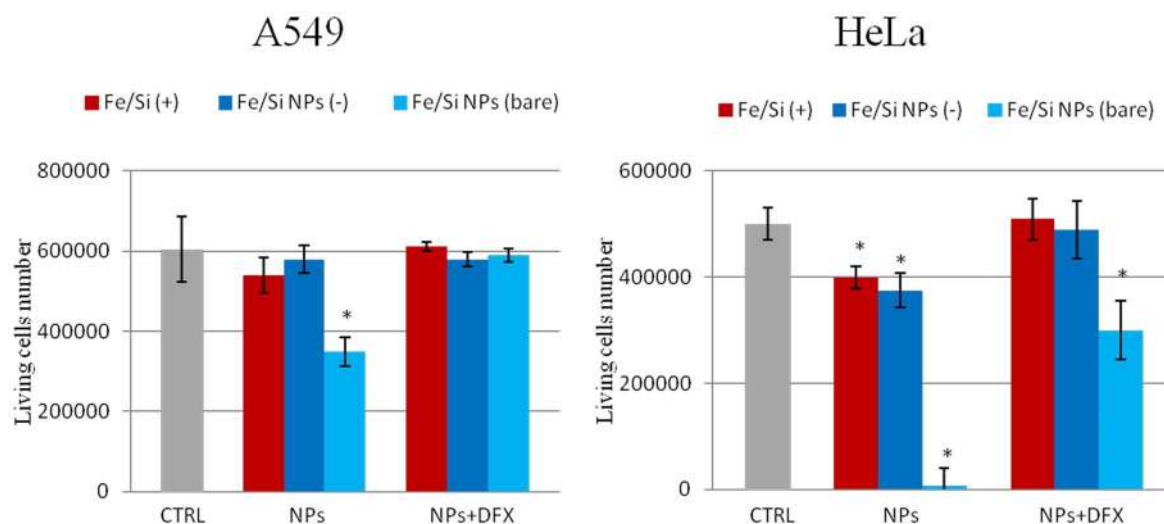 A549
Fe/Si (+) Fe/Si NPs (-) Fe/Si NPs (bare)
Living cells number
800000
600000
400000
200000
0
*
CTRL NPs NPs+DFX
HeLa
Fe/Si (+) Fe/Si NPs (-) Fe/Si NPs (bare)
Living cells number
600000
400000
200000
0
* * * *
CTRL NPs NPs+DFX